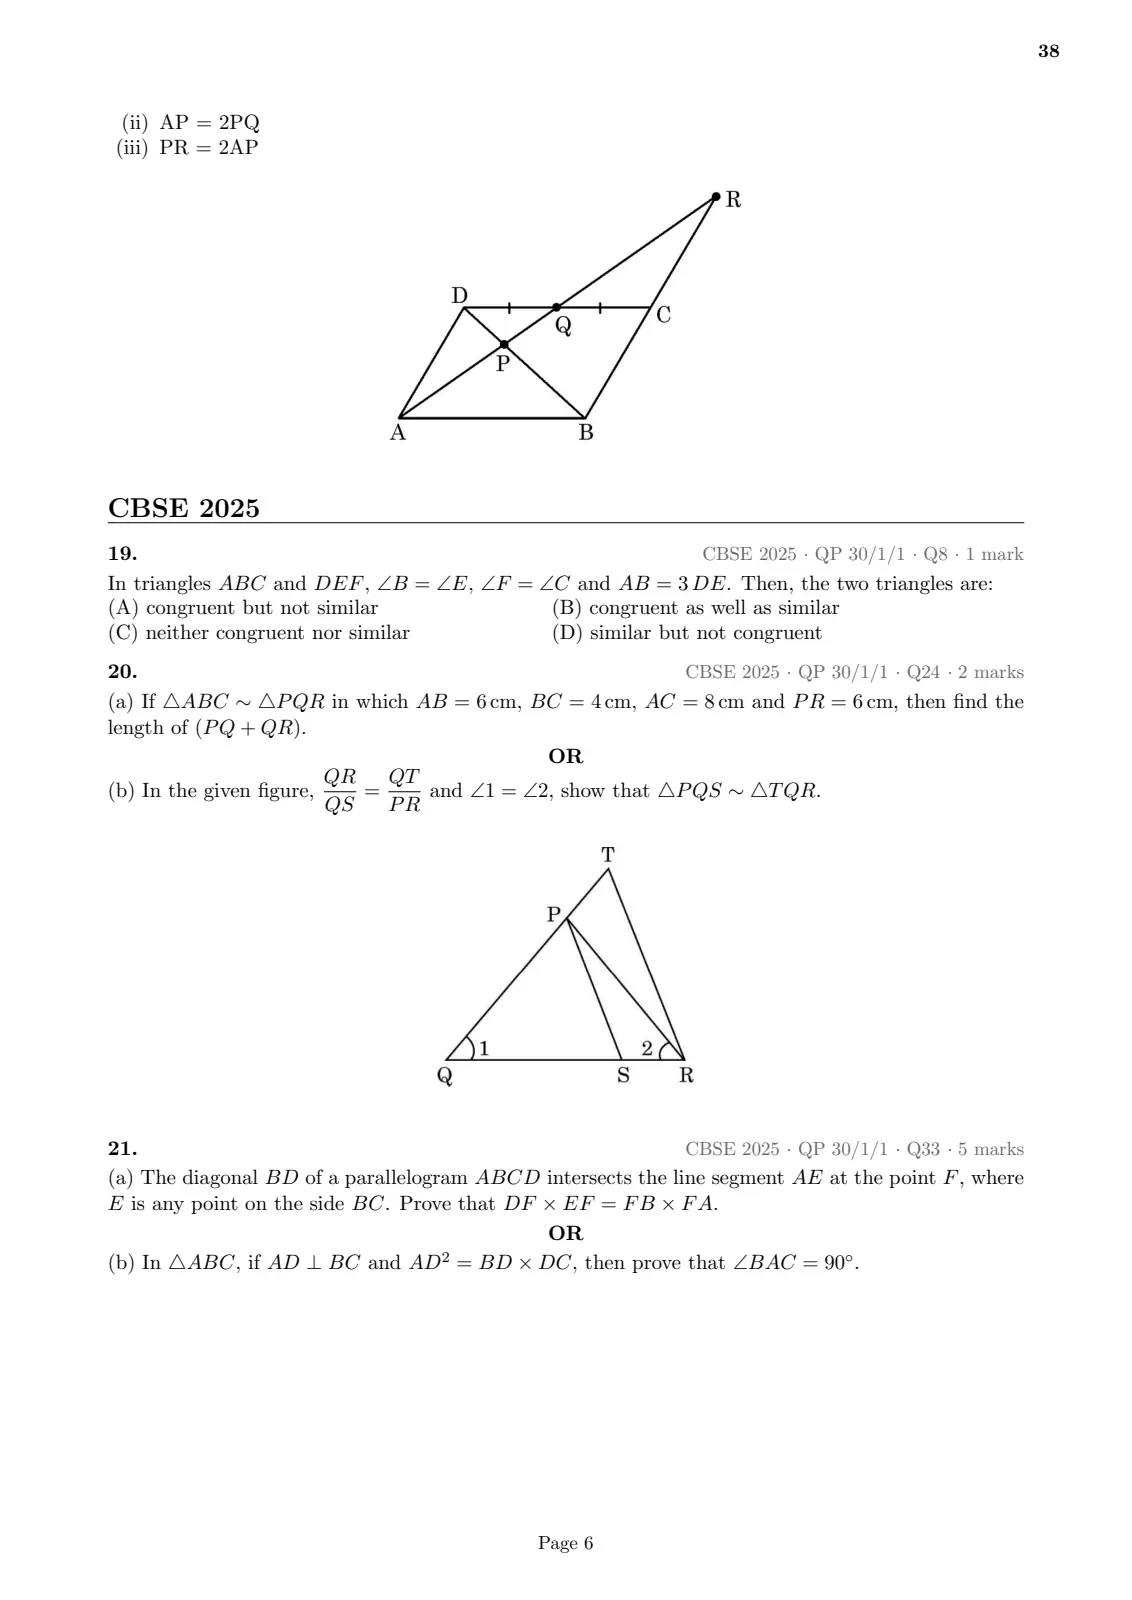 38
(ii) AP = 2PQ
(iii) PR = 2AP
R
D
Q
C
P
A
B
CBSE 2025
19.
CBSE 2025 · QP 30/1/1 · Q8 · 1 mark
In triangles ABC and DEF, ∠B = ∠E, ∠F = ∠C and AB = 3 DE. Then, the two triangles are:
(A) congruent but not similar (B) congruent as well as similar
(C) neither congruent nor similar (D) similar but not congruent
20.
CBSE 2025 · QP 30/1/1 · Q24 · 2 marks
(a) If △ABC ∼ △PQR in which AB = 6 cm, BC = 4 cm, AC = 8 cm and PR = 6 cm, then find the
length of (PQ + QR).
OR
(b) In the given figure, QR/QS = QT/PR and ∠1 = ∠2, show that △PQS ∼ △TQR.
T
P
1
2
Q
S
R
21.
CBSE 2025 · QP 30/1/1 · Q33 · 5 marks
(a) The diagonal BD of a parallelogram ABCD intersects the line segment AE at the point F, where
E is any point on the side BC. Prove that DF × EF = FB × FA.
OR
(b) In △ABC, if AD ⊥ BC and AD² = BD × DC, then prove that ∠BAC = 90°.
Page 6